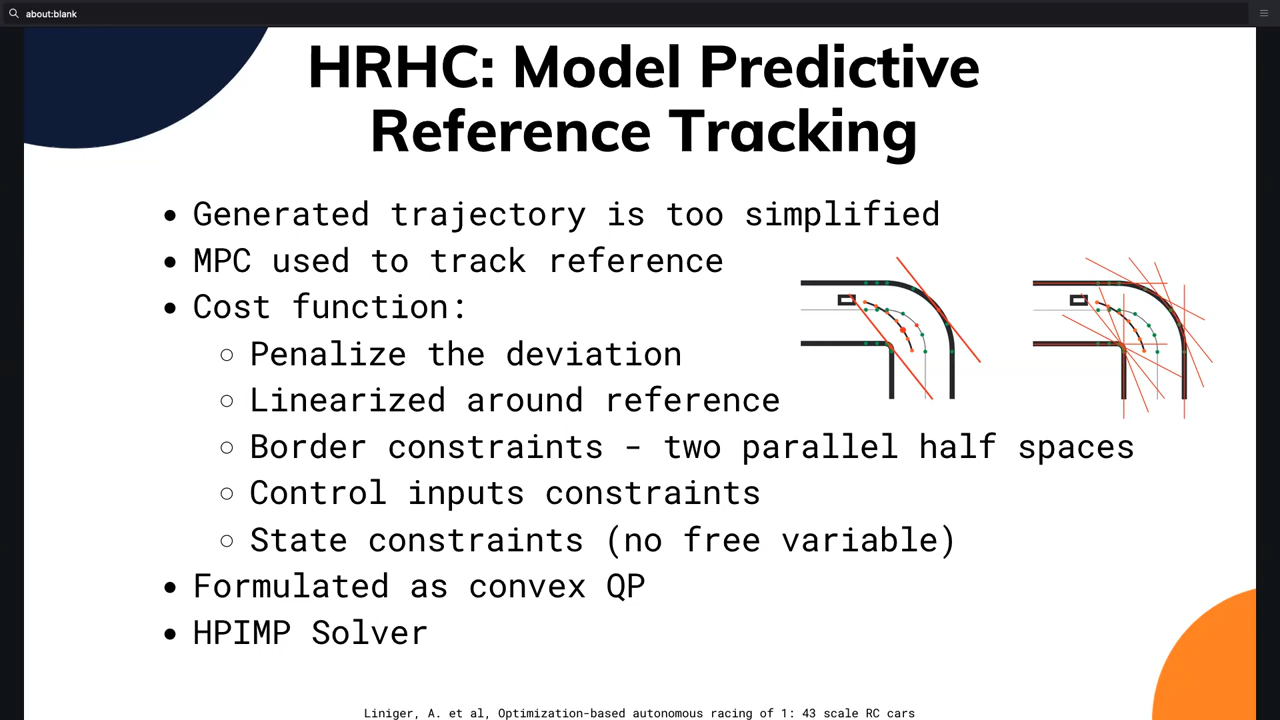 about:blank
HRHC: Model Predictive
Reference Tracking
• Generated trajectory is too simplified
• MPC used to track reference
• Cost function:
○ Penalize the deviation
○ Linearized around reference
○ Border constraints - two parallel half spaces
○ Control inputs constraints
○ State constraints (no free variable)
• Formulated as convex QP
• HPIMP Solver
Liniger, A. et al, Optimization-based autonomous racing of 1: 43 scale RC cars